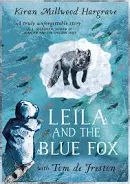 Kiran Millwood Hargrave
'A truly unforgettable story'
LEILA
AND THE
BLUE FOX
with Tom de Freston